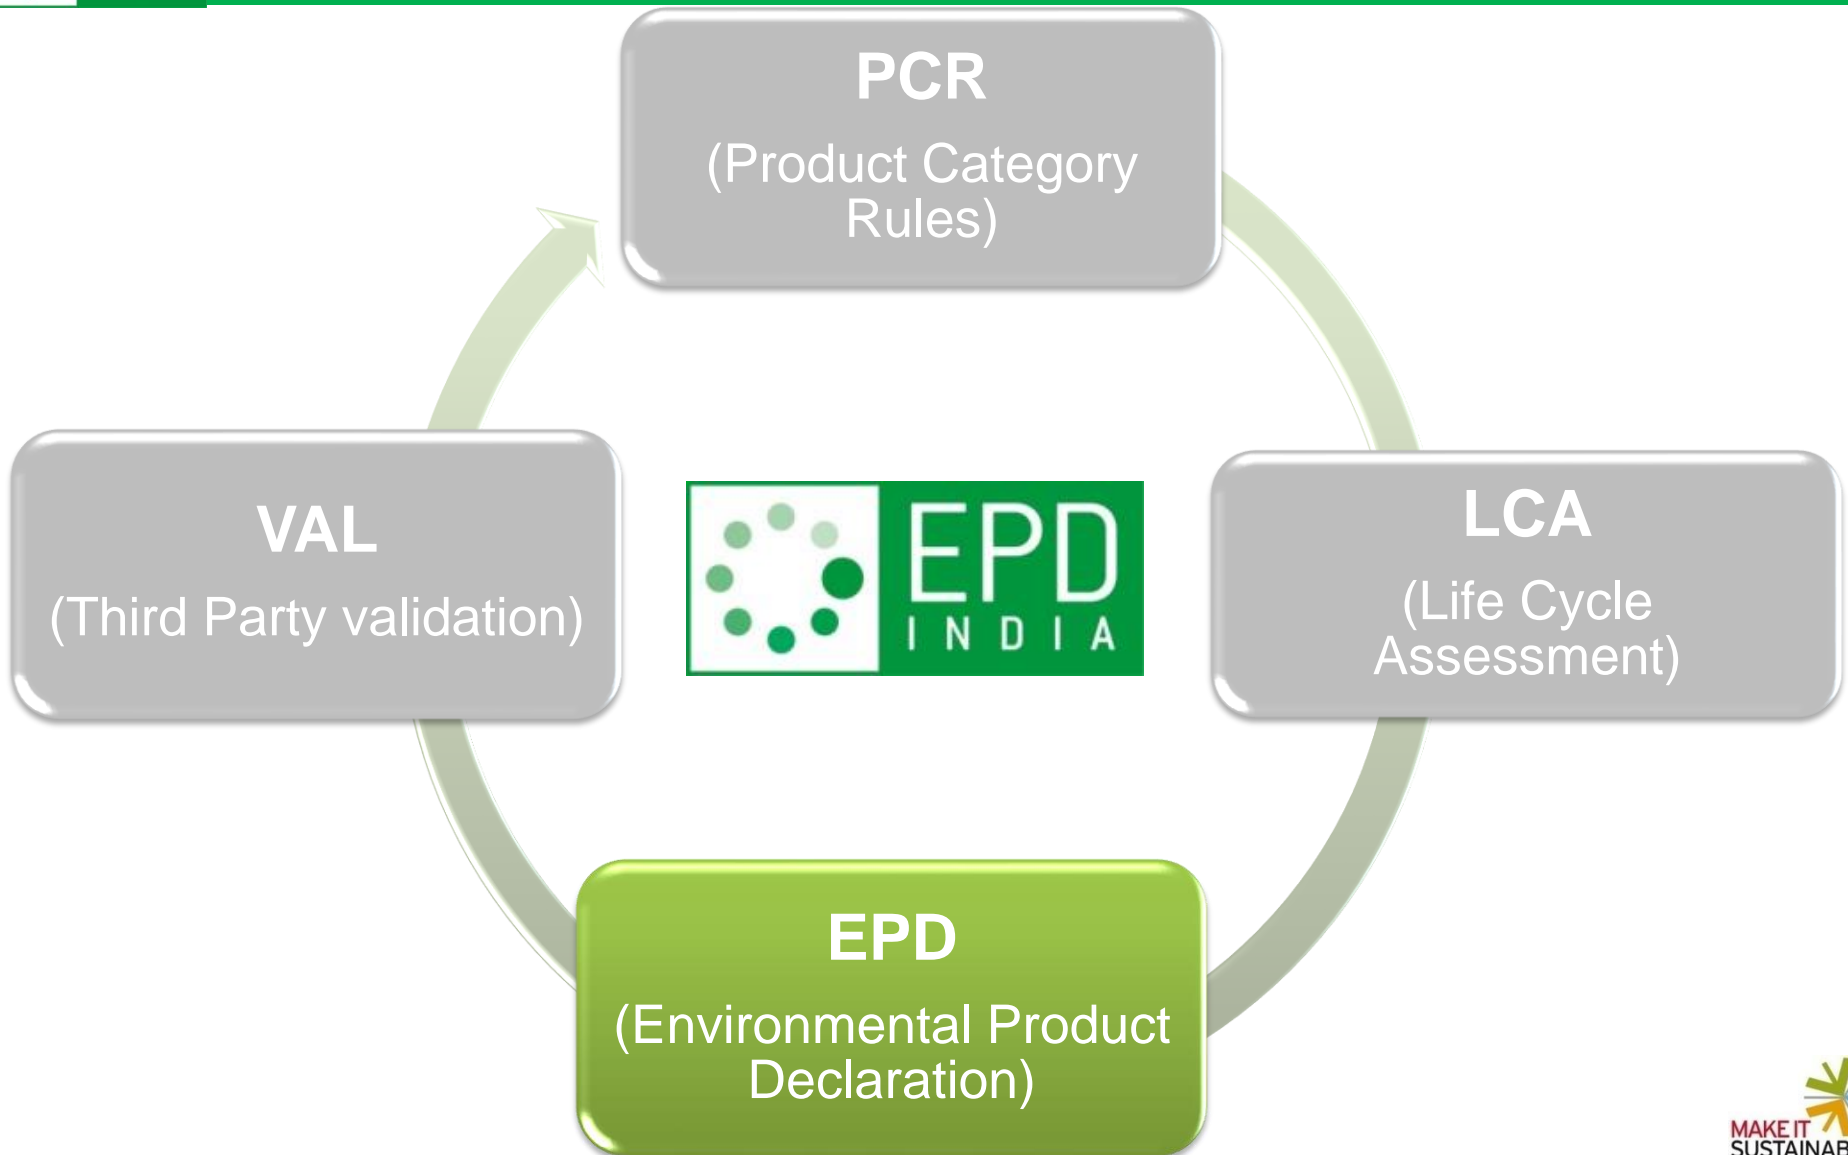 PCR
(Product Category
Rules)
VAL
(Third Party validation)
EPD
INDIA
LCA
(Life Cycle
Assessment)
EPD
(Environmental Product
Declaration)
MAKE IT